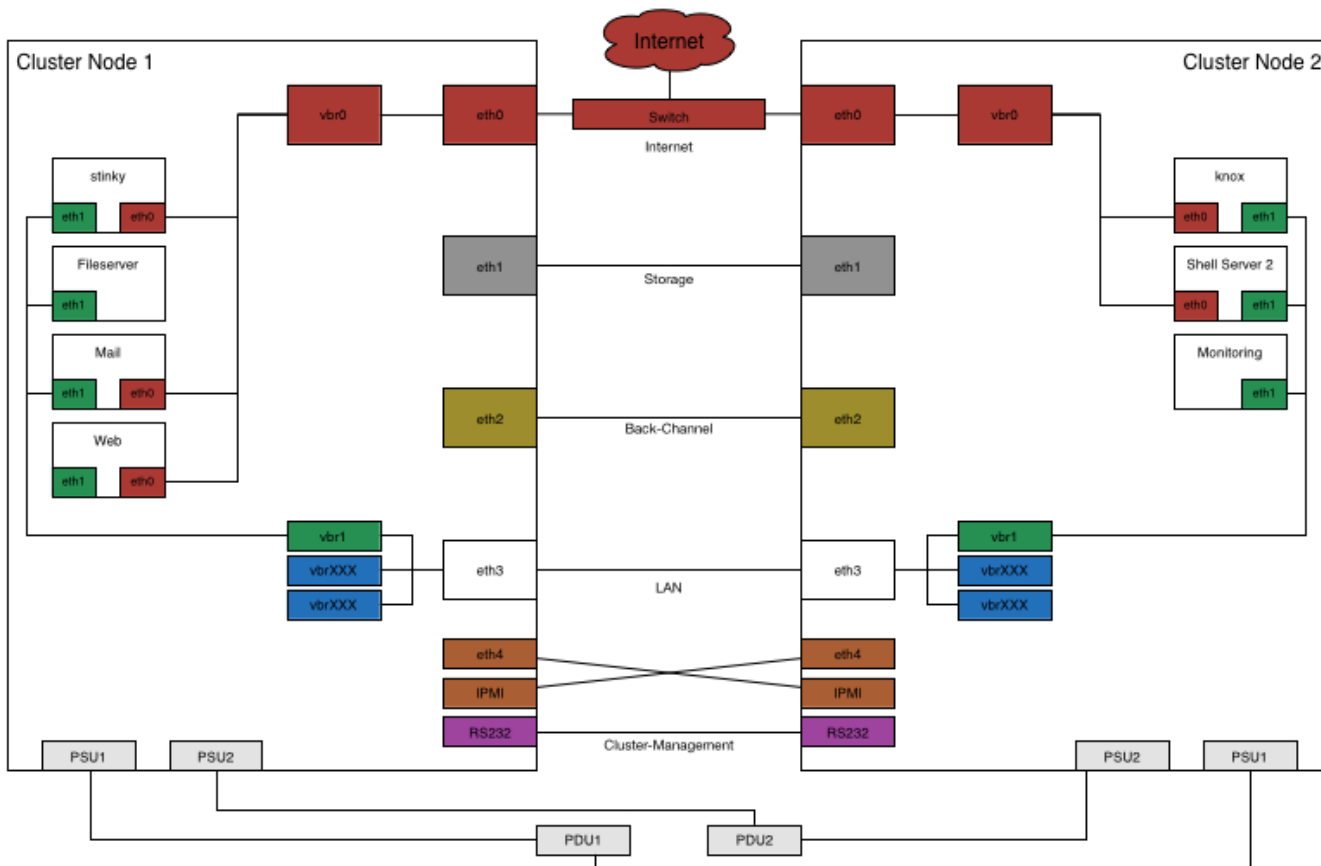 Internet
Cluster Node 1
Cluster Node 2
vbr0
eth0
Switch
eth0
vbr0
Internet
stinky
eth1
eth0
knox
eth0
eth1
Fileserver
eth1
eth1
Storage
eth1
Shell Server 2
eth0
eth1
Mail
eth1
eth0
Monitoring
eth1
eth2
Back-Channel
eth2
Web
eth1
eth0
vbr1
vbrXXX
vbrXXX
eth3
LAN
eth3
vbr1
vbrXXX
vbrXXX
eth4
eth4
IPMI
IPMI
RS232
Cluster-Management
RS232
PSU1
PSU2
PSU2
PSU1
PDU1
PDU2